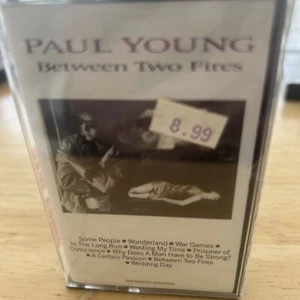 PAUL YOUNG
Between Two Fires
8.99
Some People ■ Wonderland ■ War Games ■
In The Long Run ■ Wasting My Time ■ Prisoner of
Conscience ■ Why Does A Man Have to Be Strong?
■ A Certain Passion ■ Between Two Fires
■ Wedding Day